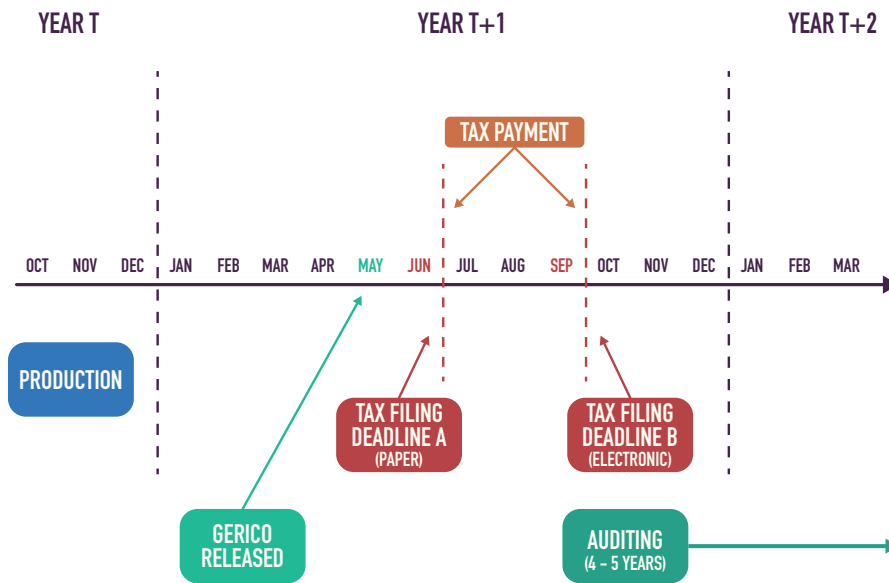 YEAR T
YEAR T+1
YEAR T+2
TAX PAYMENT
OCT NOV DEC JAN FEB MAR APR MAY JUN JUL AUG SEP OCT NOV DEC JAN FEB MAR
PRODUCTION
TAX FILING
DEADLINE A
(PAPER)
TAX FILING
DEADLINE B
(ELECTRONIC)
GERICO
RELEASED
AUDITING
(4 – 5 YEARS)